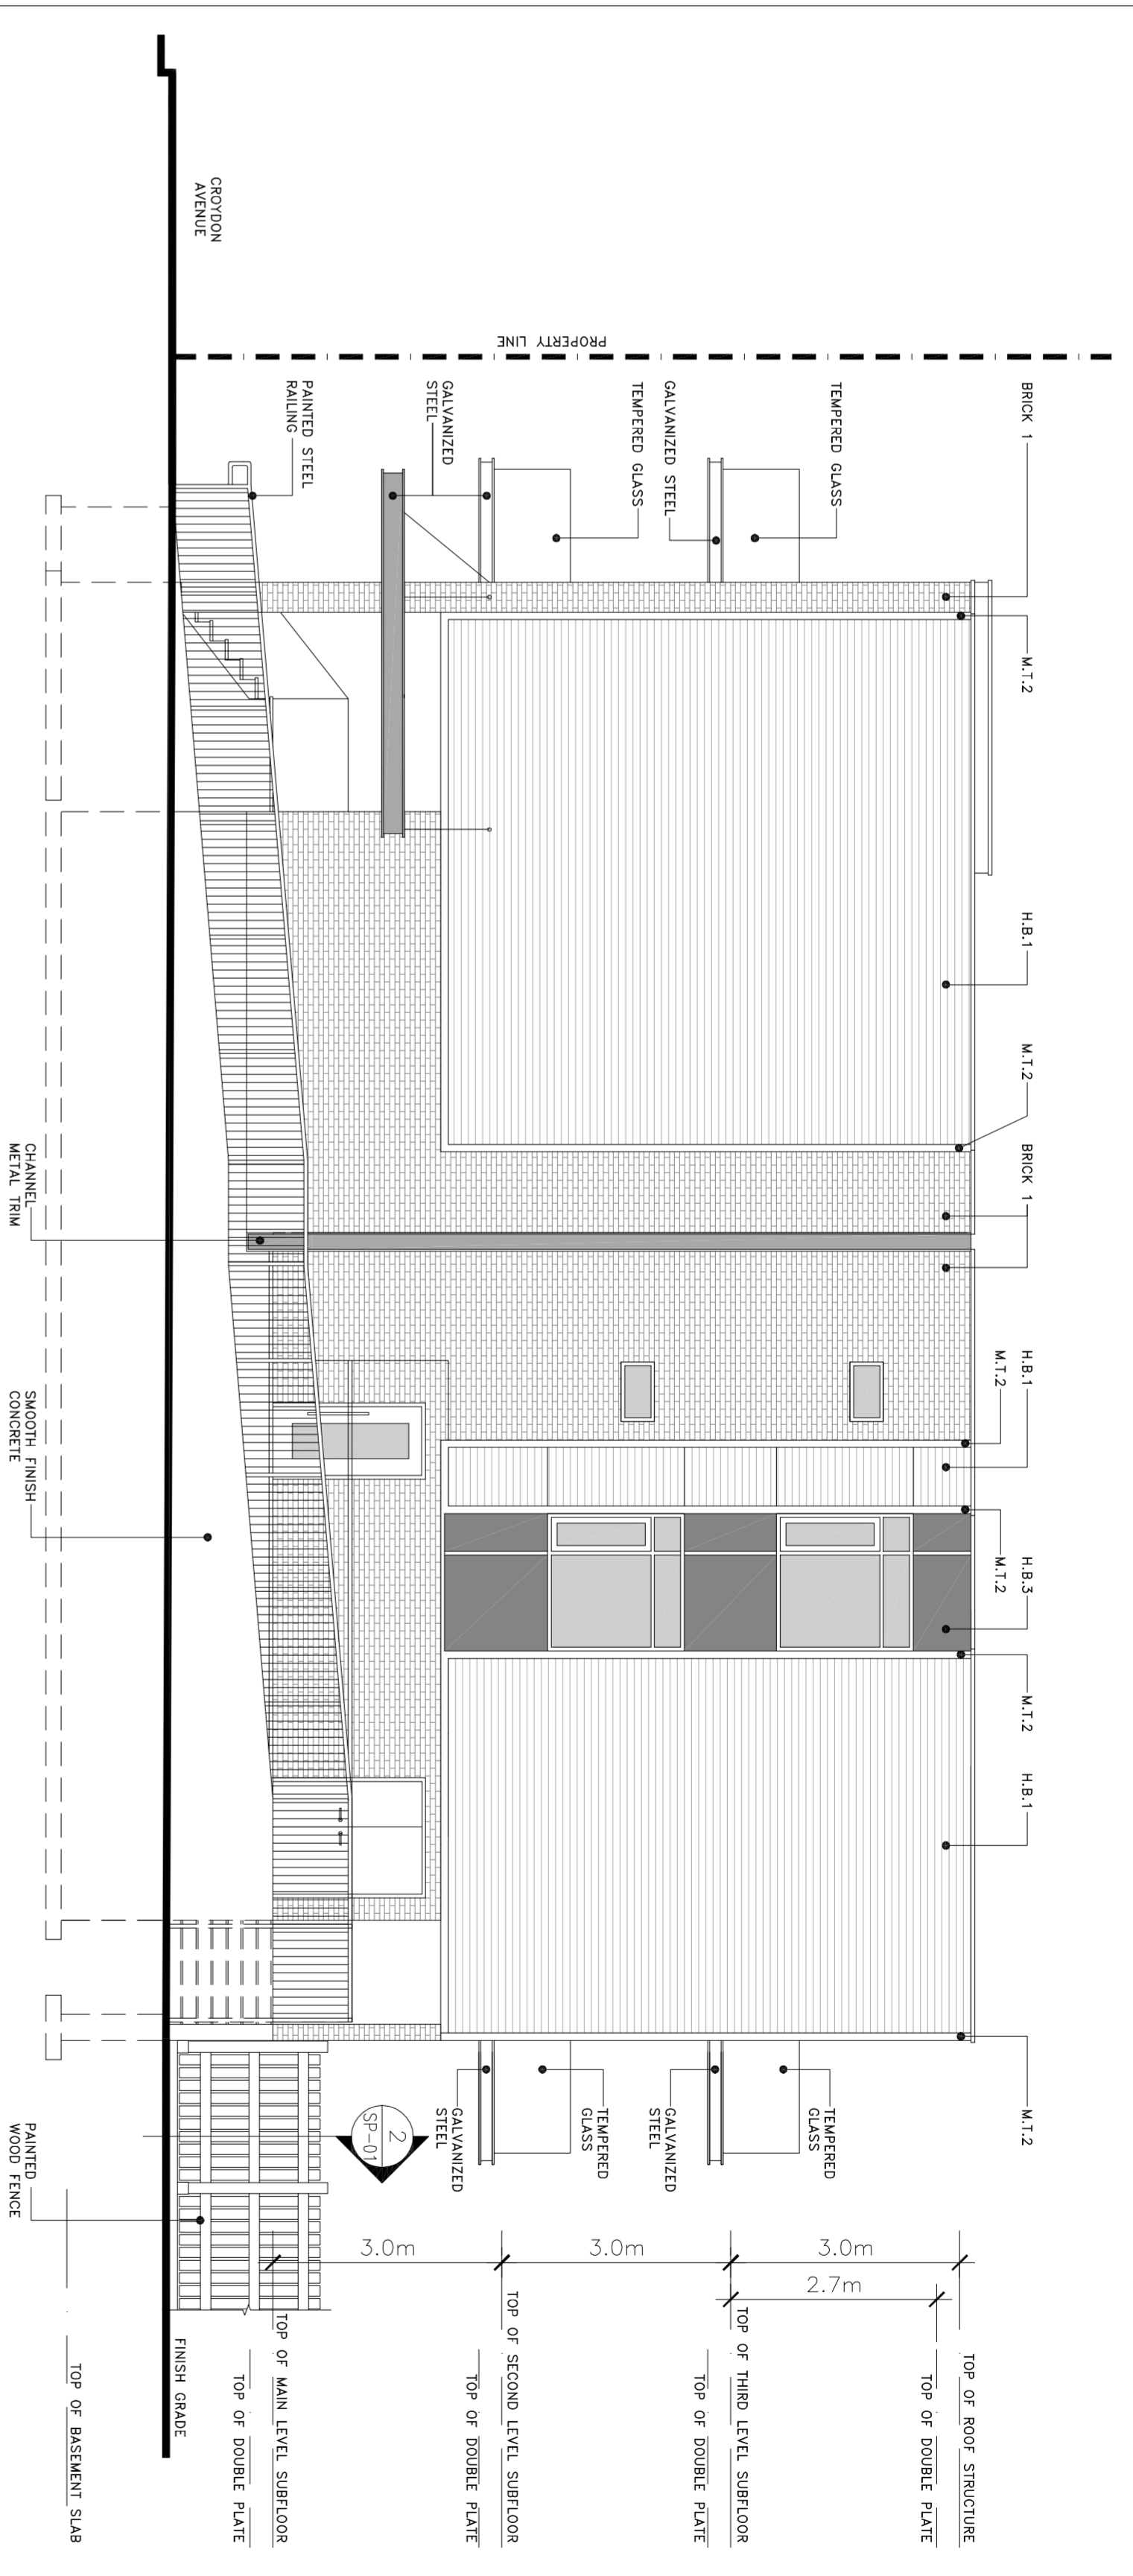 BRICK 1
M.T.2
H.B.1
M.T.2
BRICK 1
H.B.1
M.T.2
H.B.3
M.T.2
M.T.2
H.B.1
M.T.2
PROPERTY LINE
TEMPERED GLASS
GALVANIZED STEEL
TEMPERED GLASS
GALVANIZED
STEEL
PAINTED STEEL
RAILING
CROYDON
AVENUE
CHANNEL
METAL TRIM
SMOOTH FINISH
CONCRETE
TEMPERED
GLASS
GALVANIZED
STEEL
TEMPERED
GLASS
GALVANIZED
STEEL
2
SP-01
PAINTED
WOOD FENCE
3.0m
2.7m
3.0m
3.0m
TOP OF ROOF STRUCTURE
TOP OF DOUBLE PLATE
TOP OF THIRD LEVEL SUBFLOOR
TOP OF DOUBLE PLATE
TOP OF SECOND LEVEL SUBFLOOR
TOP OF DOUBLE PLATE
TOP OF MAIN LEVEL SUBFLOOR
TOP OF DOUBLE PLATE
FINISH GRADE
TOP OF BASEMENT SLAB